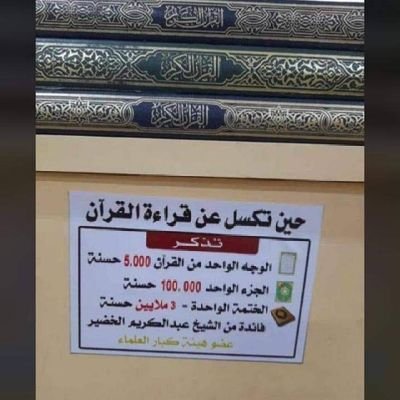 القرآن الكريم
القرآن الكريم
القرآن الكريم
حين تكسل عن قراءة القرآن
تذكر
الوجه الواحد من القرآن 5.000 حسنة
الجزء الواحد 100.000 حسنة
الختمة الواحدة - 3 ملايين حسنة
فائدة من الشيخ عبدالكريم الخضير
عضو هيئة كبار العلماء